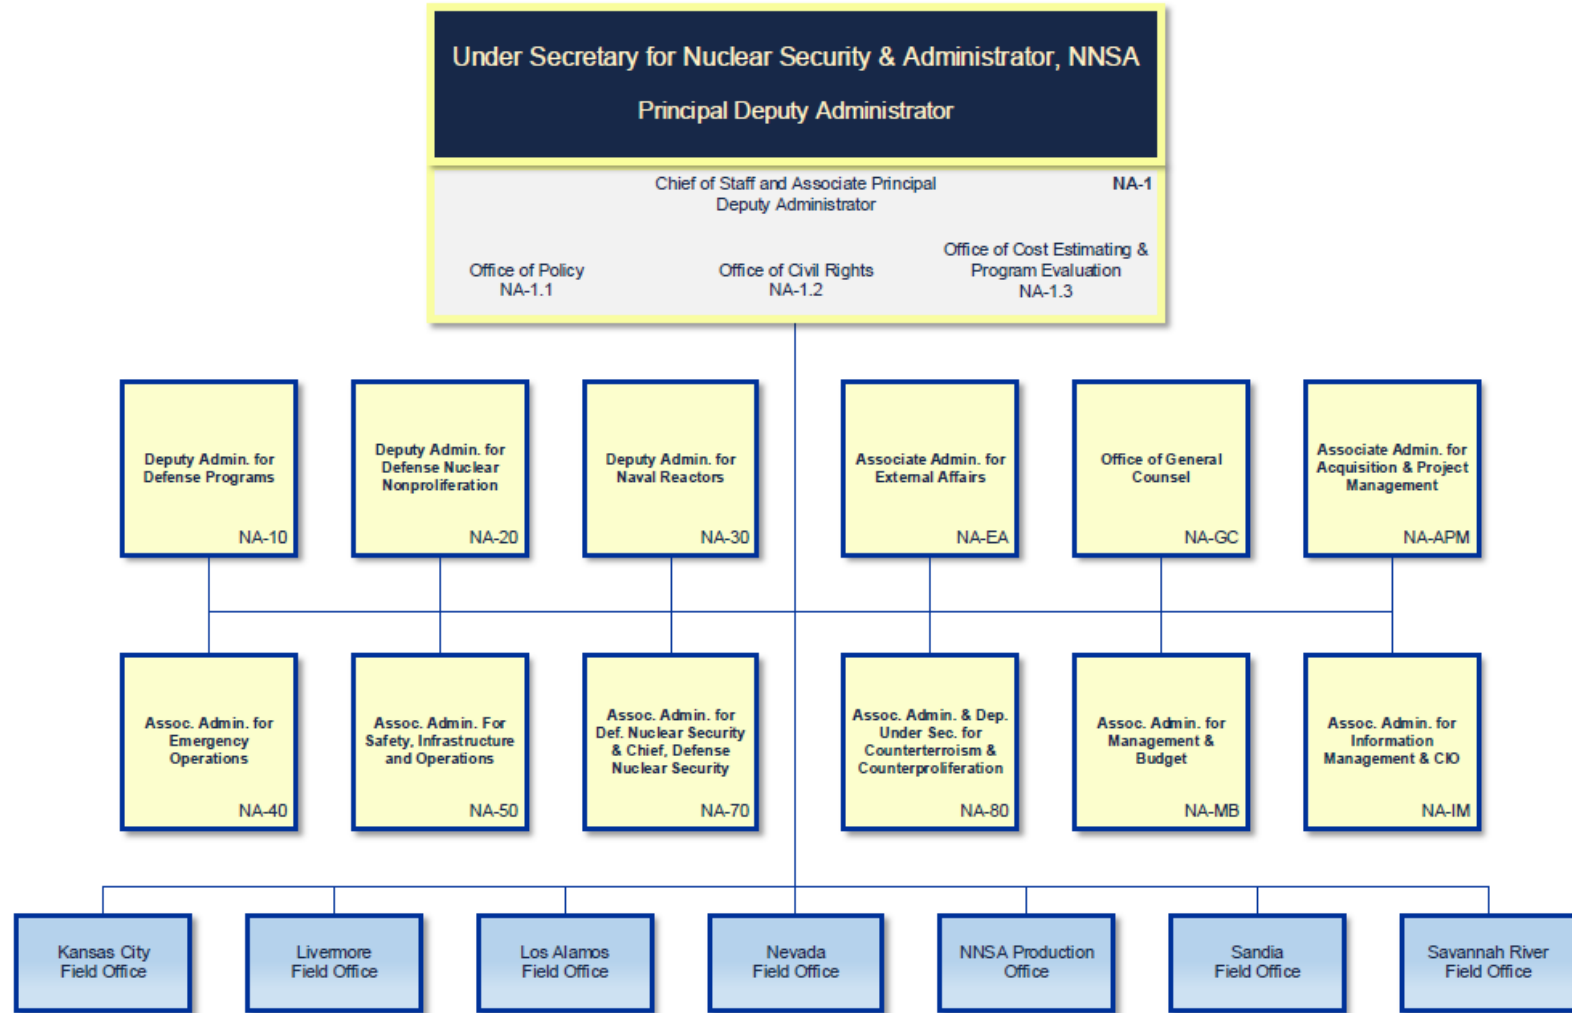 Under Secretary for Nuclear Security & Administrator, NNSA
Principal Deputy Administrator
Chief of Staff and Associate Principal
Deputy Administrator
NA-1
Office of Policy
NA-1.1
Office of Civil Rights
NA-1.2
Office of Cost Estimating &
Program Evaluation
NA-1.3
Deputy Admin. for
Defense Programs
NA-10
Deputy Admin. for
Defense Nuclear
Nonproliferation
NA-20
Deputy Admin. for
Naval Reactors
NA-30
Associate Admin. for
External Affairs
NA-EA
Office of General
Counsel
NA-GC
Associate Admin. for
Acquisition & Project
Management
NA-APM
Assoc. Admin. for
Emergency
Operations
NA-40
Assoc. Admin. For
Safety, Infrastructure
and Operations
NA-50
Assoc. Admin. for
Def. Nuclear Security
& Chief, Defense
Nuclear Security
NA-70
Assoc. Admin. & Dep.
Under Sec. for
Counterterroism &
Counterproliferation
NA-80
Assoc. Admin. for
Management &
Budget
NA-MB
Assoc. Admin. for
Information
Management & CIO
NA-IM
Kansas City
Field Office
Livermore
Field Office
Los Alamos
Field Office
Nevada
Field Office
NNSA Production
Office
Sandia
Field Office
Savannah River
Field Office